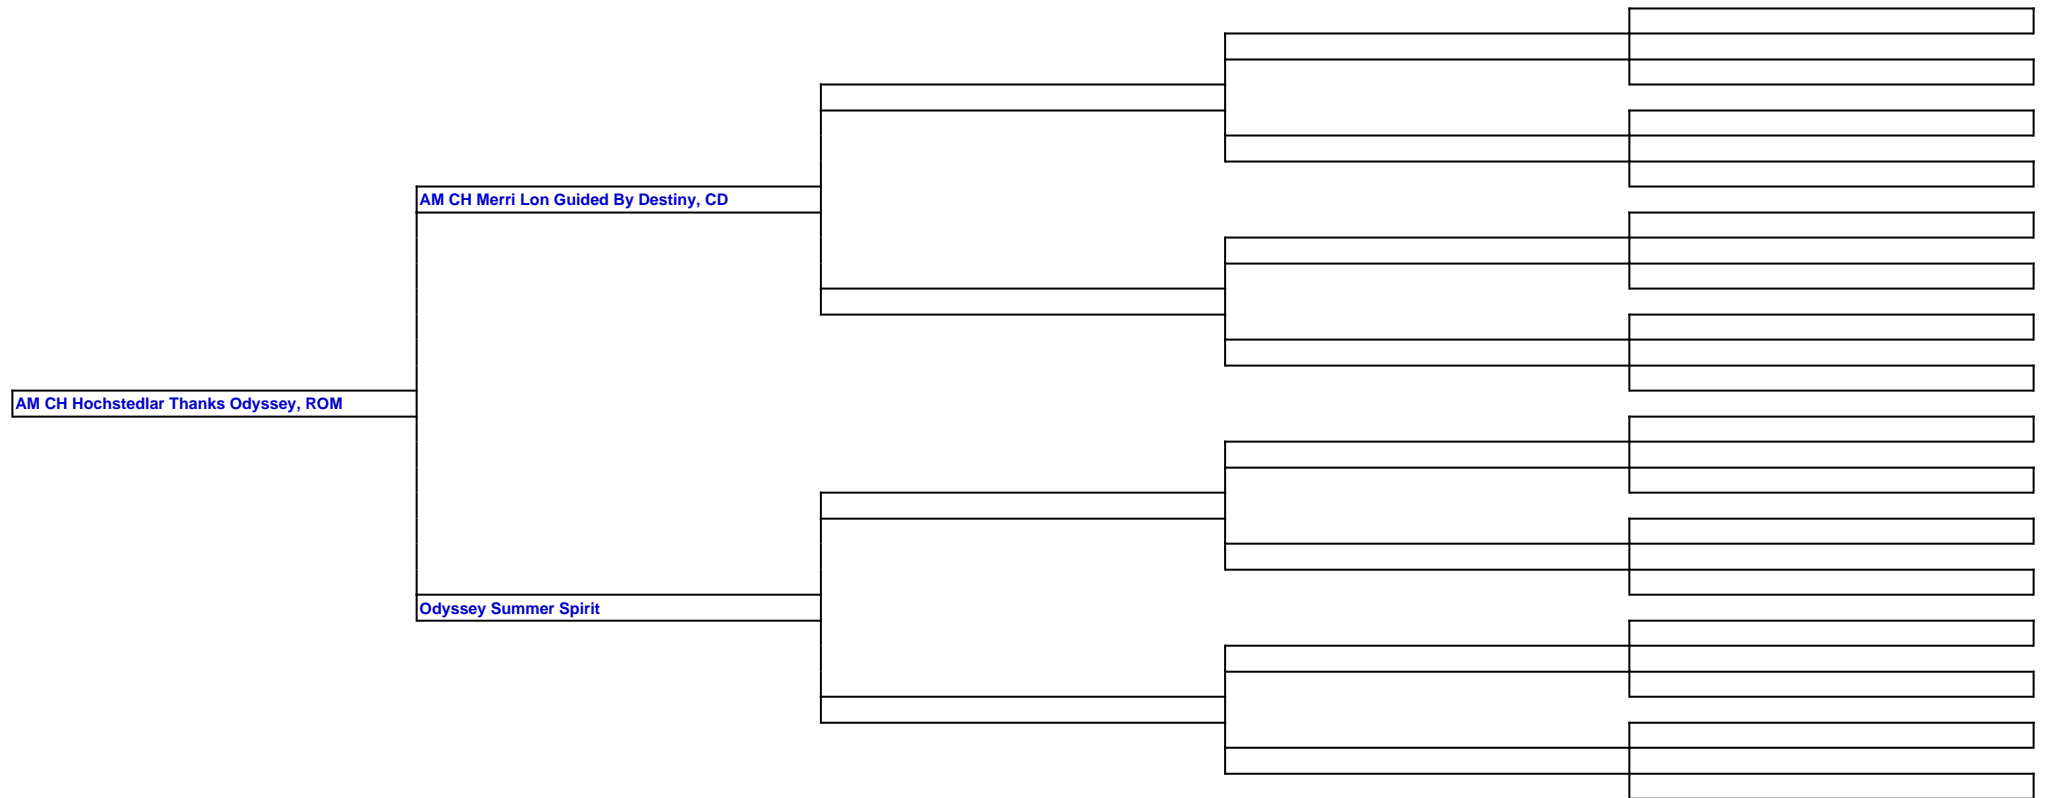 AM CH Merri Lon Guided By Destiny, CD
AM CH Hochstedlar Thanks Odyssey, ROM
Odyssey Summer Spirit